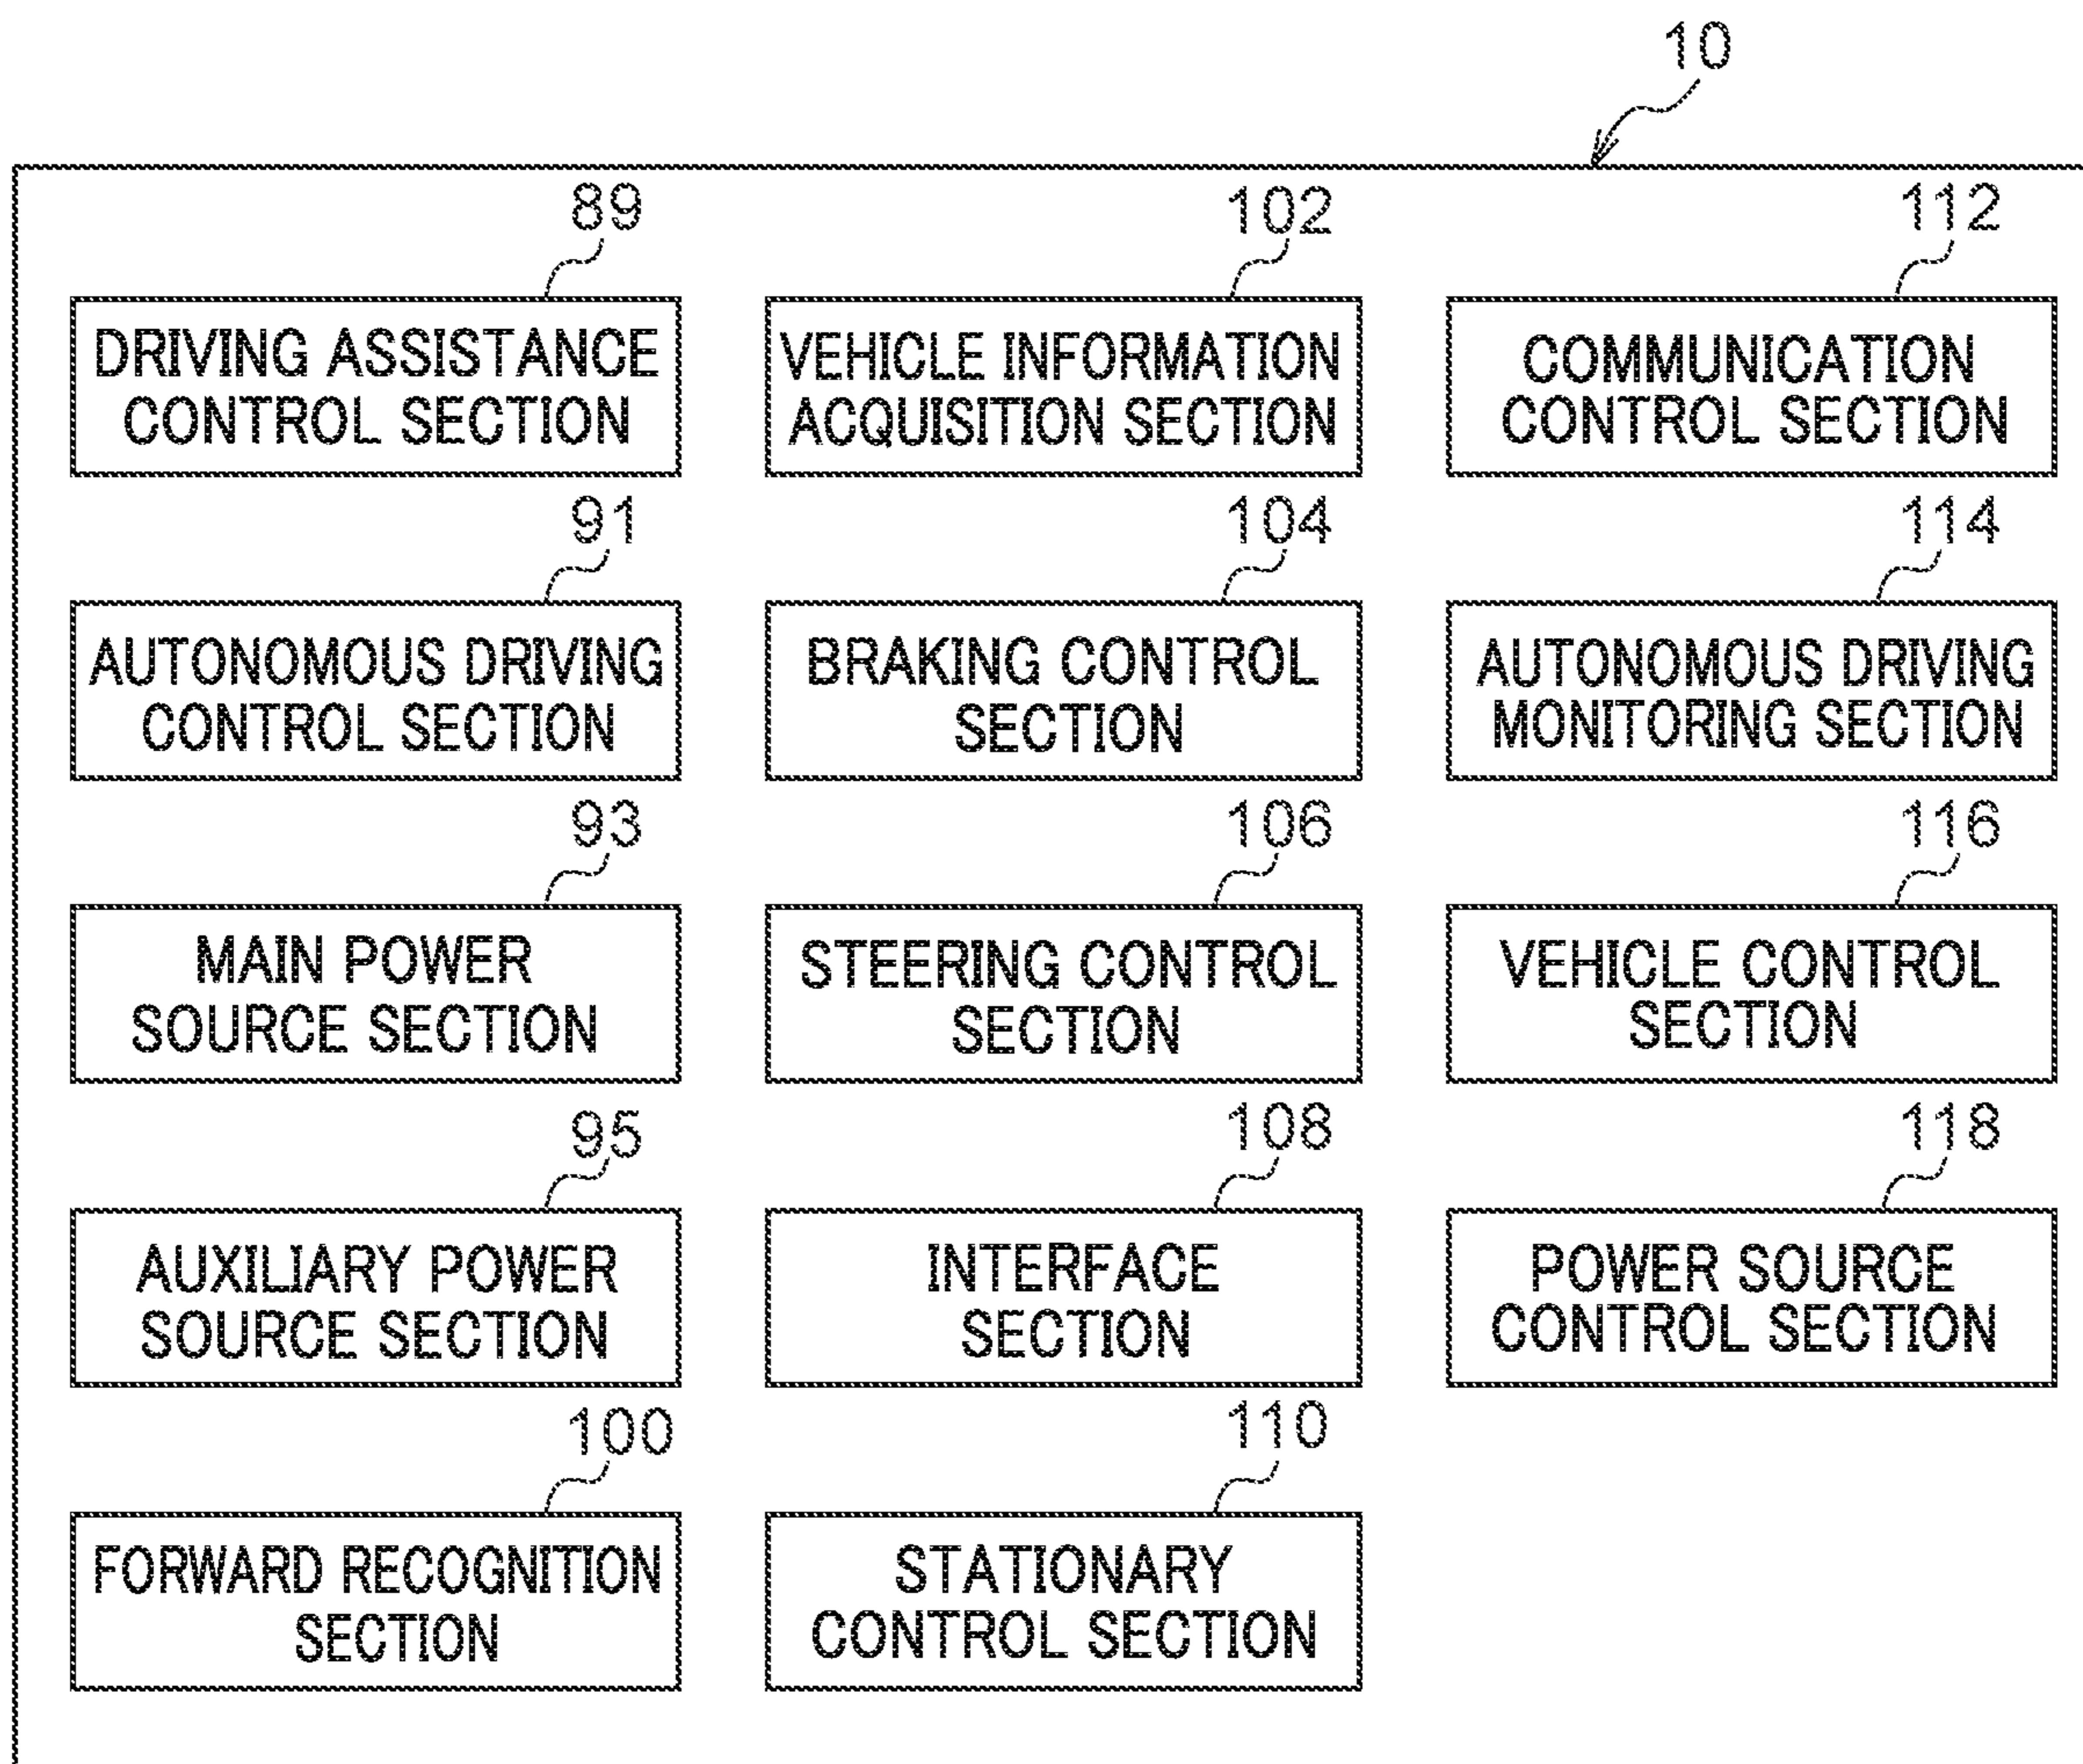 10
89
DRIVING ASSISTANCE
CONTROL SECTION
102
VEHICLE INFORMATION
ACQUISITION SECTION
112
COMMUNICATION
CONTROL SECTION
91
AUTONOMOUS DRIVING
CONTROL SECTION
104
BRAKING CONTROL
SECTION
114
AUTONOMOUS DRIVING
MONITORING SECTION
93
MAIN POWER
SOURCE SECTION
106
STEERING CONTROL
SECTION
116
VEHICLE CONTROL
SECTION
95
AUXILIARY POWER
SOURCE SECTION
108
INTERFACE
SECTION
118
POWER SOURCE
CONTROL SECTION
100
FORWARD RECOGNITION
SECTION
110
STATIONARY
CONTROL SECTION